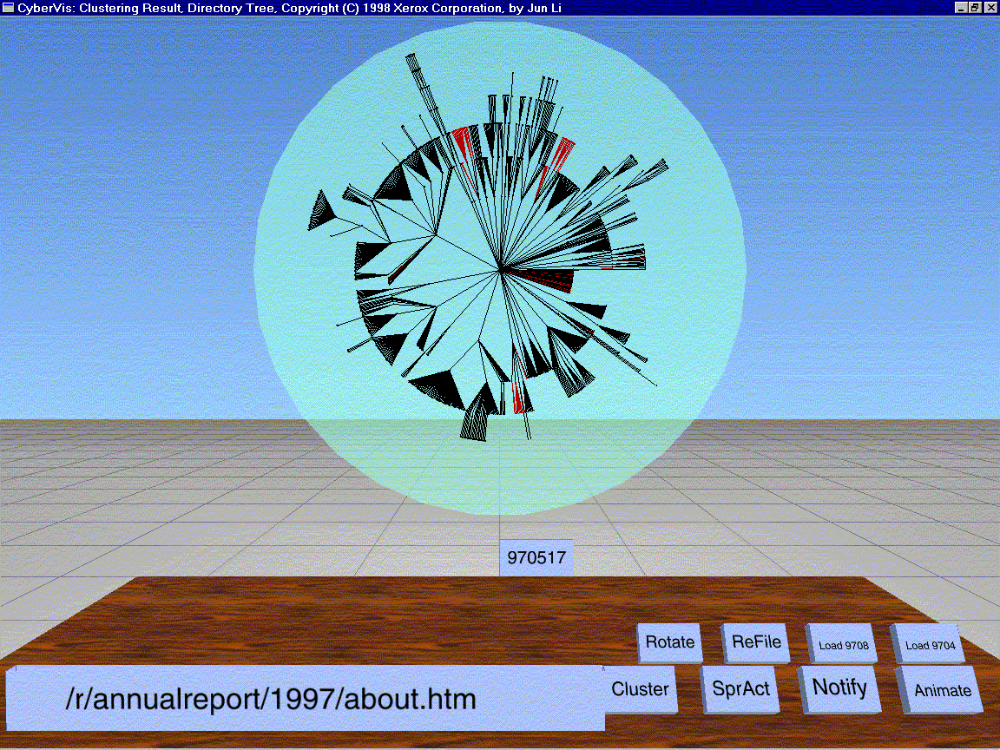 CyberVis: Clustering Result, Directory Tree, Copyright (C) 1998 Xerox Corporation, by Jun Li
970517
Rotate
ReFile
Load 9708
Load 9704
/r/annualreport/1997/about.htm
Cluster
SprAct
Notify
Animate